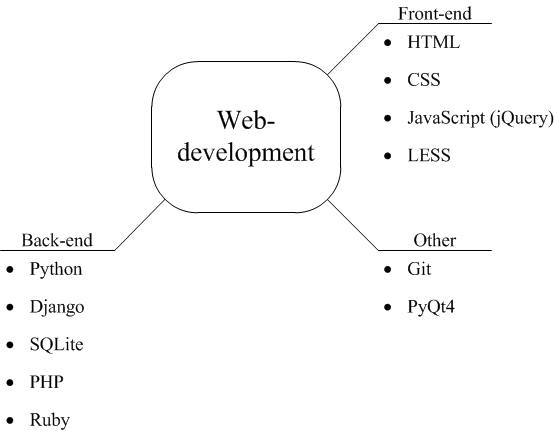 Front-end
HTML
CSS
JavaScript (jQuery)
LESS
Web-
development
Back-end
Python
Django
SQLite
PHP
Ruby
Other
Git
PyQt4